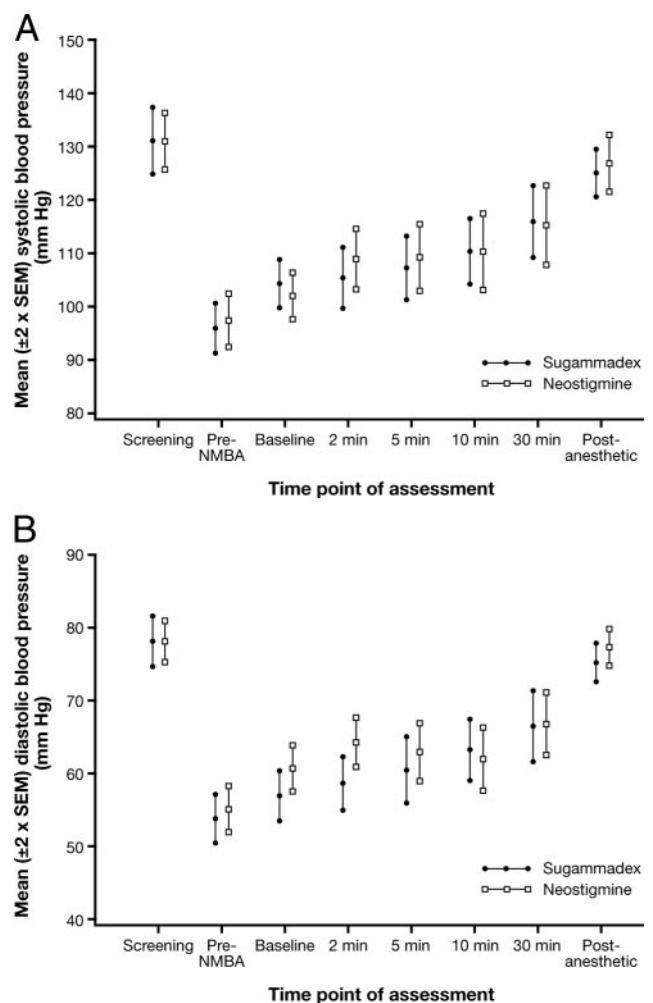 A
Mean (±2 x SEM) systolic blood pressure
(mm Hg)
150
140
130
120
110
100
90
80
Sugammadex
Neostigmine
Screening Pre- Baseline 2 min 5 min 10 min 30 min Post-
NMBA anesthetic
Time point of assessment
B
Mean (±2 x SEM) diastolic blood pressure
(mm Hg)
90
80
70
60
50
40
Sugammadex
Neostigmine
Screening Pre- Baseline 2 min 5 min 10 min 30 min Post-
NMBA anesthetic
Time point of assessment